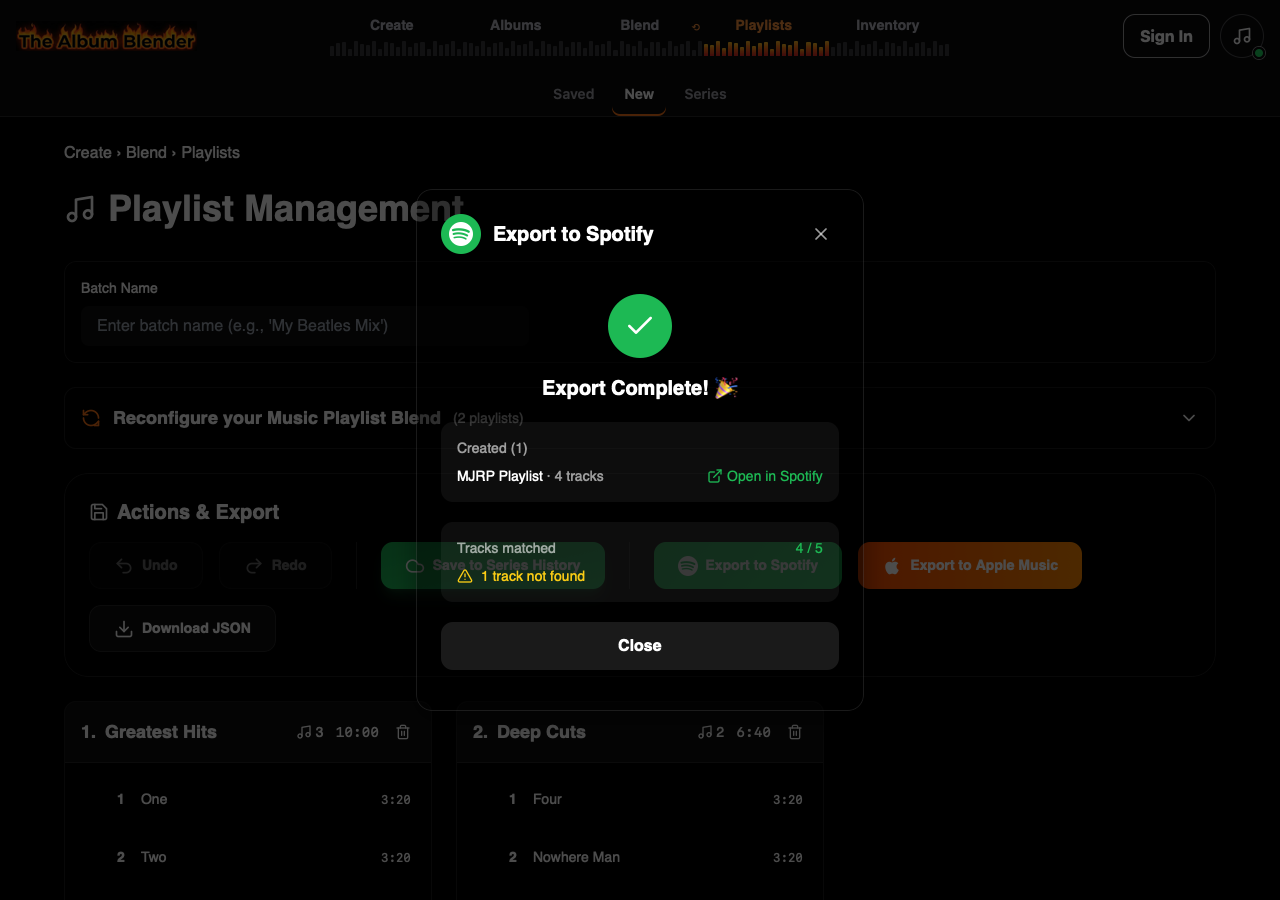 The Album Blender
Create
Albums
Blend
Playlists
Inventory
Sign In
Saved
New
Series
Create › Blend › Playlists
Playlist Management
Export to Spotify
Batch Name
Enter batch name (e.g., 'My Beatles Mix')
Export Complete! 🎉
Reconfigure your Music Playlist Blend (2 playlists)
Created (1)
MJRP Playlist · 4 tracks
Open in Spotify
Actions & Export
Tracks matched
4 / 5
1 track not found
Undo
Redo
Save to Series History
Export to Spotify
Export to Apple Music
Download JSON
Close
1. Greatest Hits
3 10:00
2. Deep Cuts
2 6:40
1 One 3:20
1 Four 3:20
2 Two 3:20
2 Nowhere Man 3:20